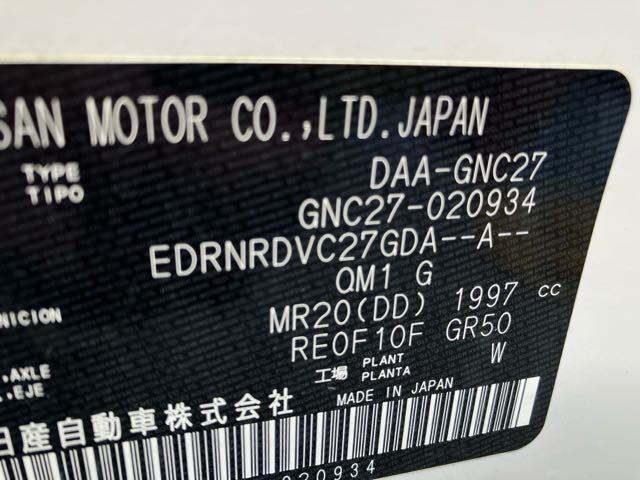 SAN MOTOR CO.,LTD.JAPAN
TYPE
TIPO
DAA-GNC27
GNC27-020934
EDRNRDVC27GDA--A--
QM1 G
NICION
MR20(DD) 1997 CC
RE0F10F GR50
,AXLE
.,EJE
工場 PLANT
PLANTA
W
MADE IN JAPAN
日産自動車株式会社
020934